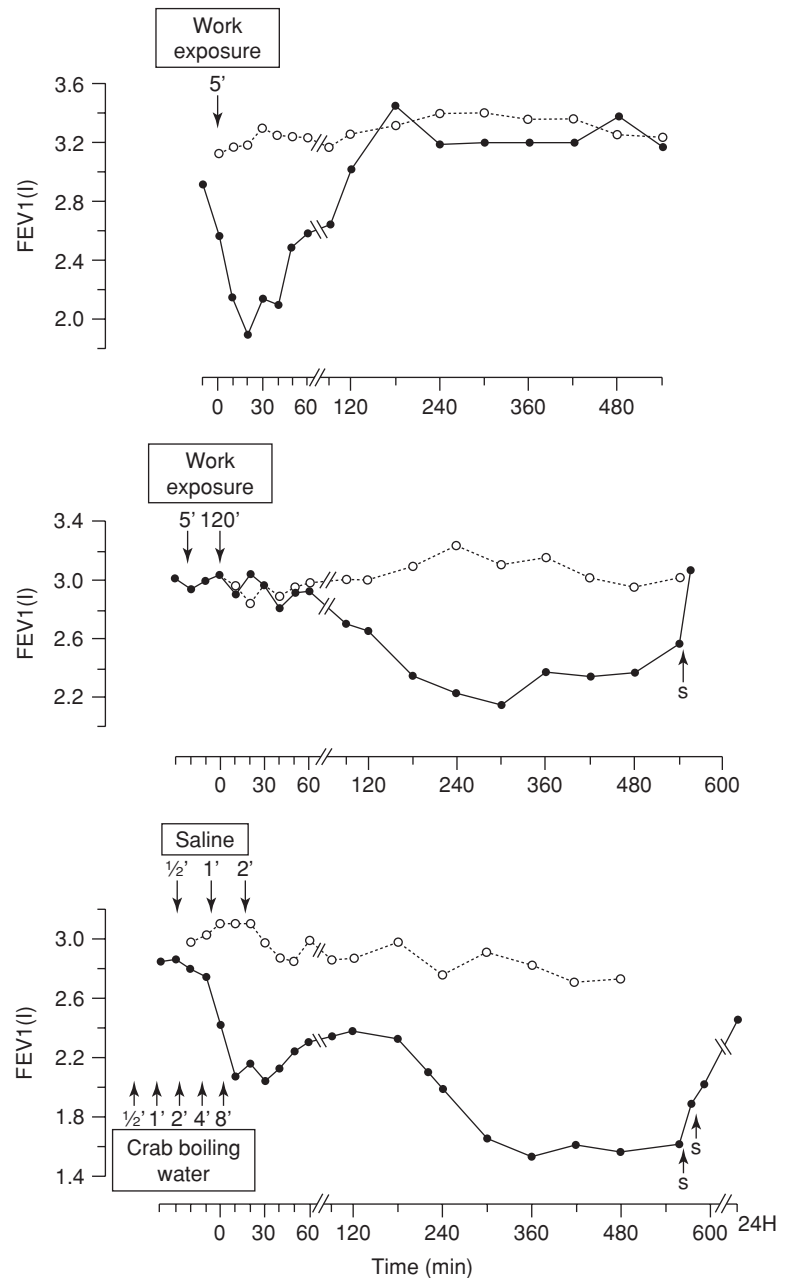 Work
exposure
5'
3.6
3.2
2.8
2.4
2.0
FEV1(l)
0 30 60 120 240 360 480
Work
exposure
5' 120'
3.4
3.0
2.6
2.2
FEV1(l)
s
0 30 60 120 240 360 480 600
Saline
½' 1' 2'
3.0
2.6
2.2
1.8
1.4
FEV1(l)
½' 1' 2' 4' 8'
Crab boiling
water
s
s
0 30 60 120 240 360 480 600 24H
Time (min)